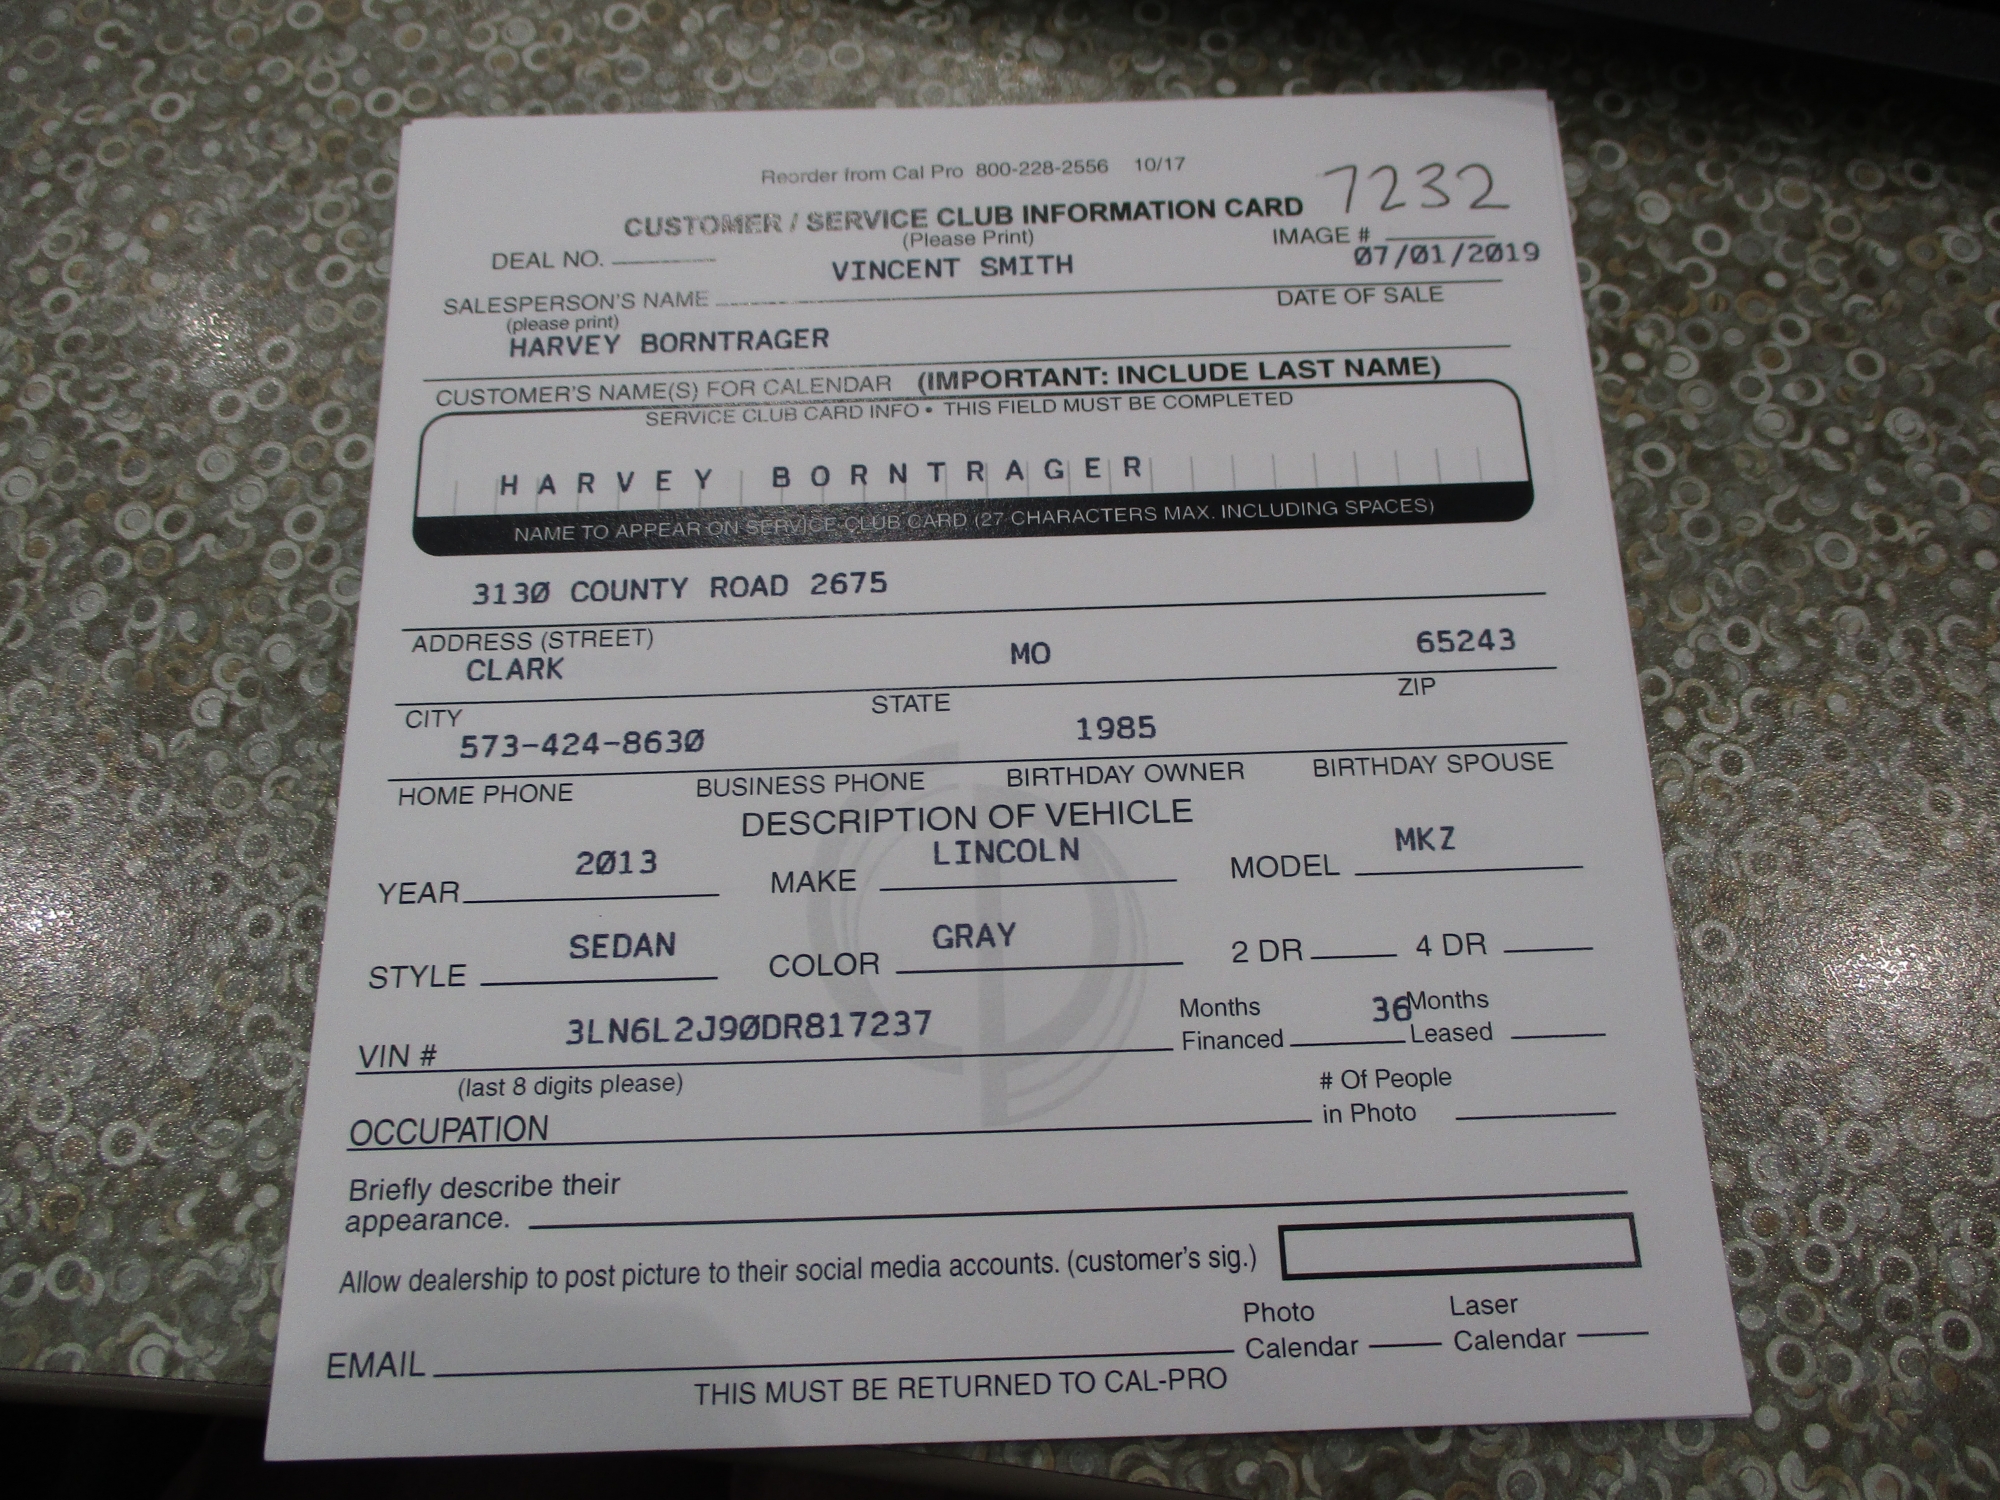 Reorder from Cal Pro 800-228-2556 10/17
7232
CUSTOMER / SERVICE CLUB INFORMATION CARD
(Please Print)
DEAL NO.
IMAGE #
VINCENT SMITH
07/01/2019
SALESPERSON'S NAME
DATE OF SALE
(please print)
HARVEY BORNTRAGER
CUSTOMER'S NAME(S) FOR CALENDAR (IMPORTANT: INCLUDE LAST NAME)
SERVICE CLUB CARD INFO • THIS FIELD MUST BE COMPLETED
HARVEY BORNTRAGER
NAME TO APPEAR ON SERVICE CLUB CARD (27 CHARACTERS MAX. INCLUDING SPACES)
3130 COUNTY ROAD 2675
ADDRESS (STREET)
CLARK MO 65243
CITY STATE ZIP
573-424-8630 1985
HOME PHONE BUSINESS PHONE BIRTHDAY OWNER BIRTHDAY SPOUSE
DESCRIPTION OF VEHICLE
YEAR 2013 MAKE LINCOLN MODEL MKZ
STYLE SEDAN COLOR GRAY 2 DR 4 DR
VIN # 3LN6L2J90DR817237 Months Financed 36 Months Leased
(last 8 digits please)
OCCUPATION # Of People in Photo
Briefly describe their
appearance.
Allow dealership to post picture to their social media accounts. (customer's sig.)
EMAIL Photo Calendar Laser Calendar
THIS MUST BE RETURNED TO CAL-PRO